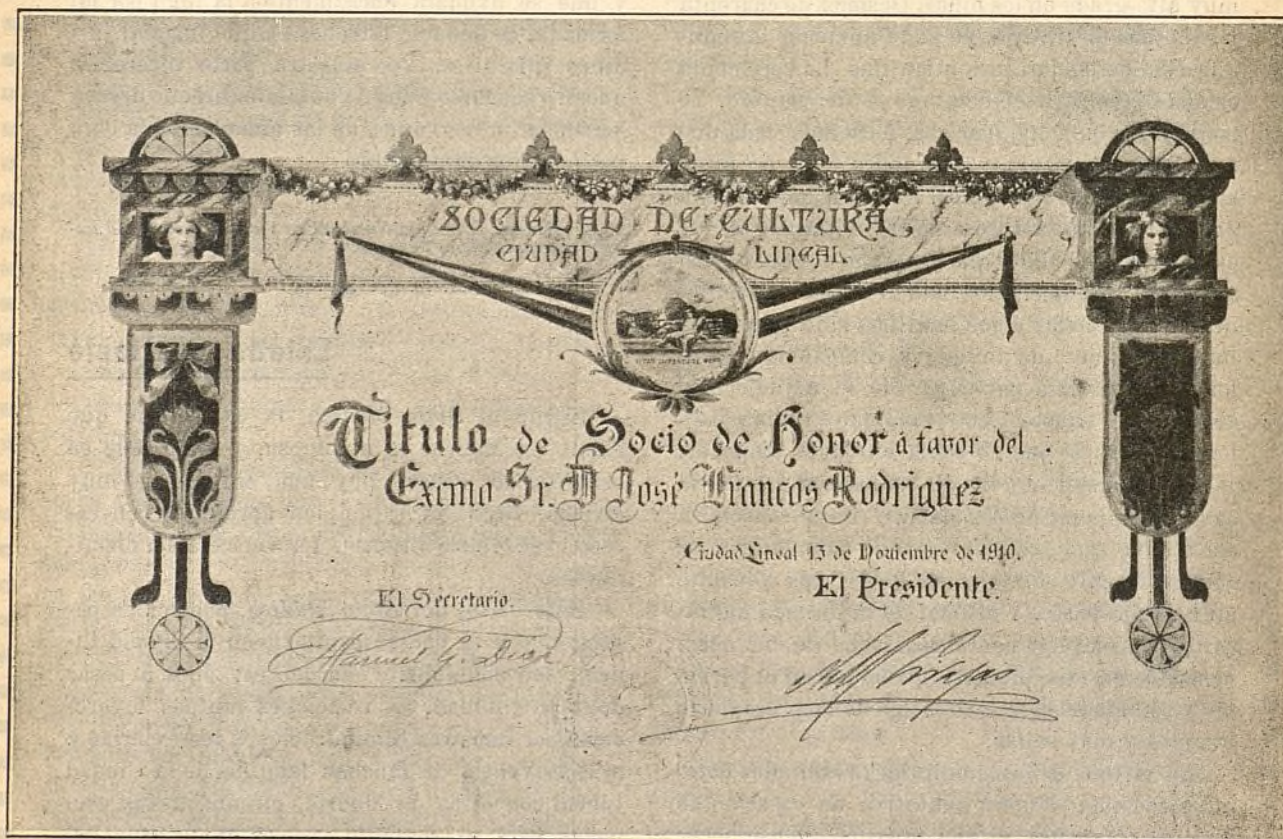 SOCIEDAD DE CULTURA,
CIUDAD LINEAL
Titulo de Socio de Honor á favor del
Excmo Sr. D José Francos Rodriguez
Ciudad Lineal 13 de Noviembre de 1910.
El Secretario.
El Presidente.
Manuel G. Diaz